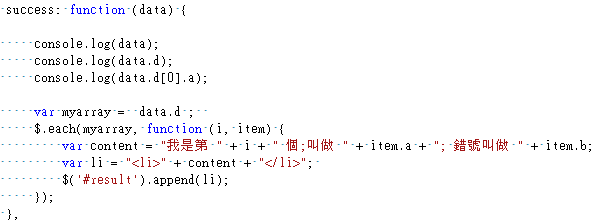 success: function (data) {
console.log(data);
console.log(data.d);
console.log(data.d[0].a);
var myarray = data.d ;
$.each(myarray, function (i, item) {
var content = "我是第 " + i + " 個;叫做 " + item.a + "; 錯號叫做 " + item.b;
var li = "<li>" + content + "</li>";
$('#result').append(li);
});
},